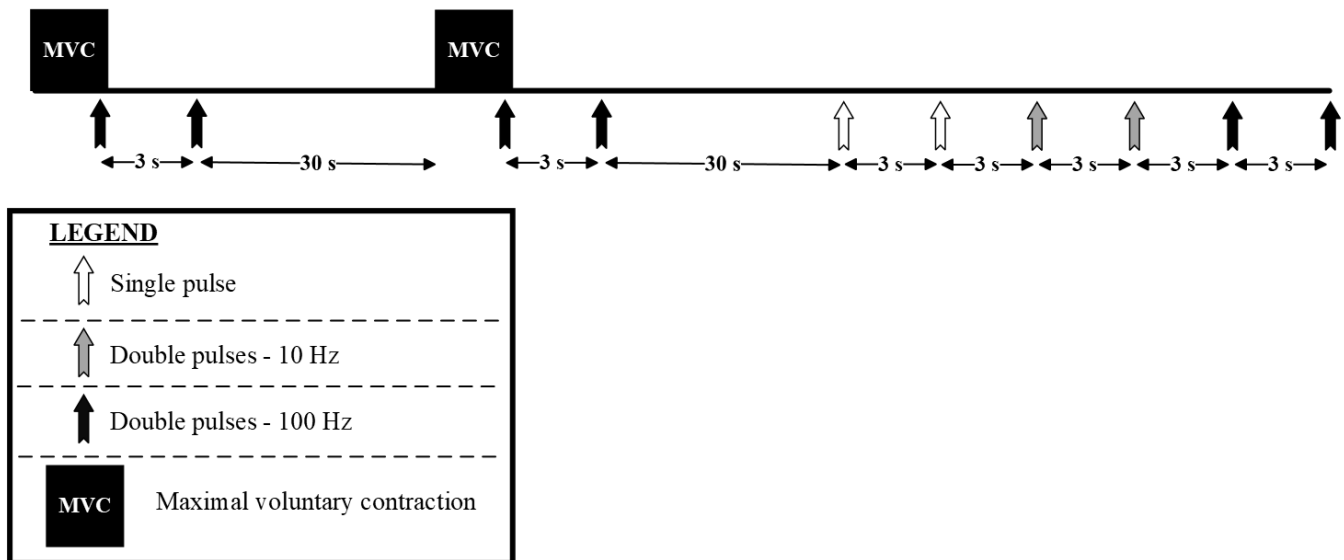 MVC MVC
3 s 30 s 3 s 30 s 3 s 3 s 3 s 3 s 3 s
LEGEND
Single pulse
Double pulses - 10 Hz
Double pulses - 100 Hz
MVC Maximal voluntary contraction